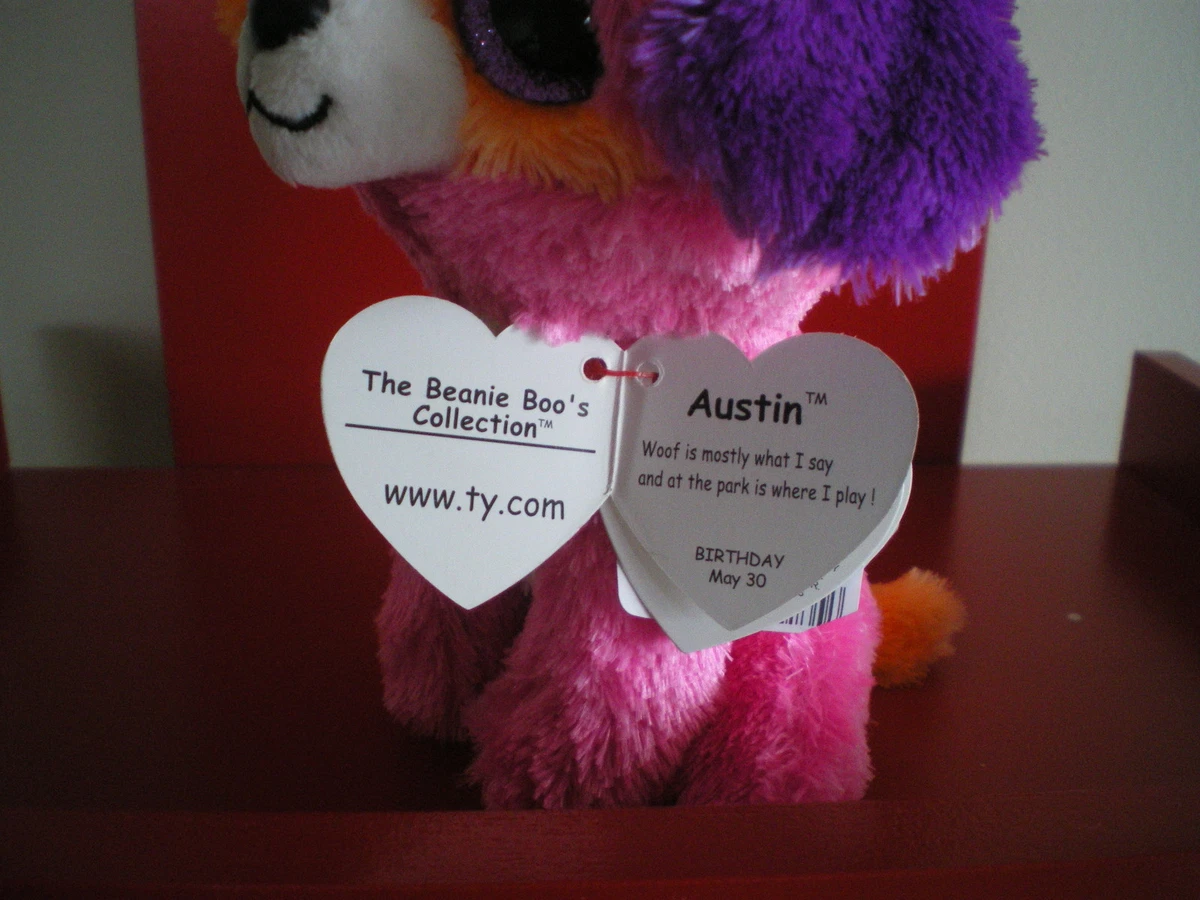 The Beanie Boo's
Collection™
www.ty.com
Austin™
Woof is mostly what I say
and at the park is where I play !
BIRTHDAY
May 30